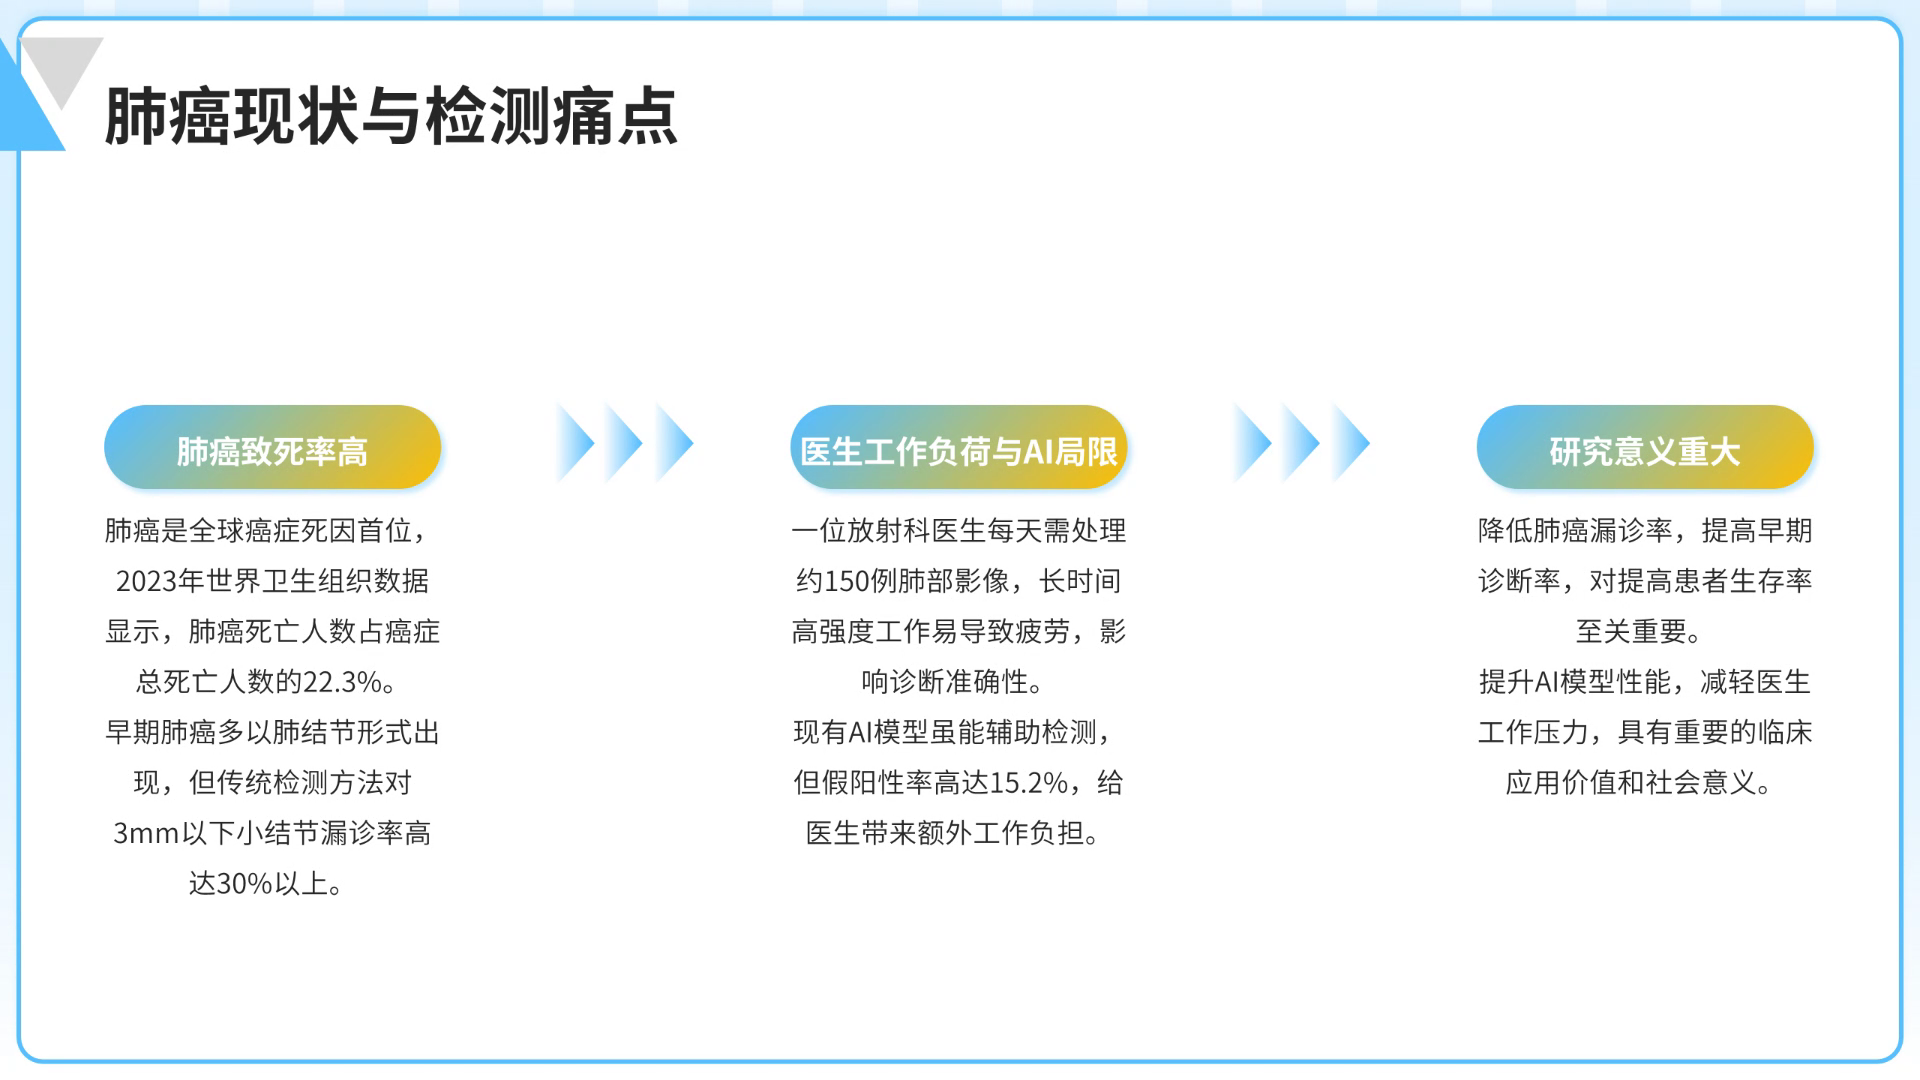 肺癌现状与检测痛点
肺癌致死率高
肺癌是全球癌症死因首位，
2023年世界卫生组织数据
显示，肺癌死亡人数占癌症
总死亡人数的22.3%。
早期肺癌多以肺结节形式出
现，但传统检测方法对
3mm以下小结节漏诊率高
达30%以上。
医生工作负荷与AI局限
一位放射科医生每天需处理
约150例肺部影像，长时间
高强度工作易导致疲劳，影
响诊断准确性。
现有AI模型虽能辅助检测，
但假阳性率高达15.2%，给
医生带来额外工作负担。
研究意义重大
降低肺癌漏诊率，提高早期
诊断率，对提高患者生存率
至关重要。
提升AI模型性能，减轻医生
工作压力，具有重要的临床
应用价值和社会意义。